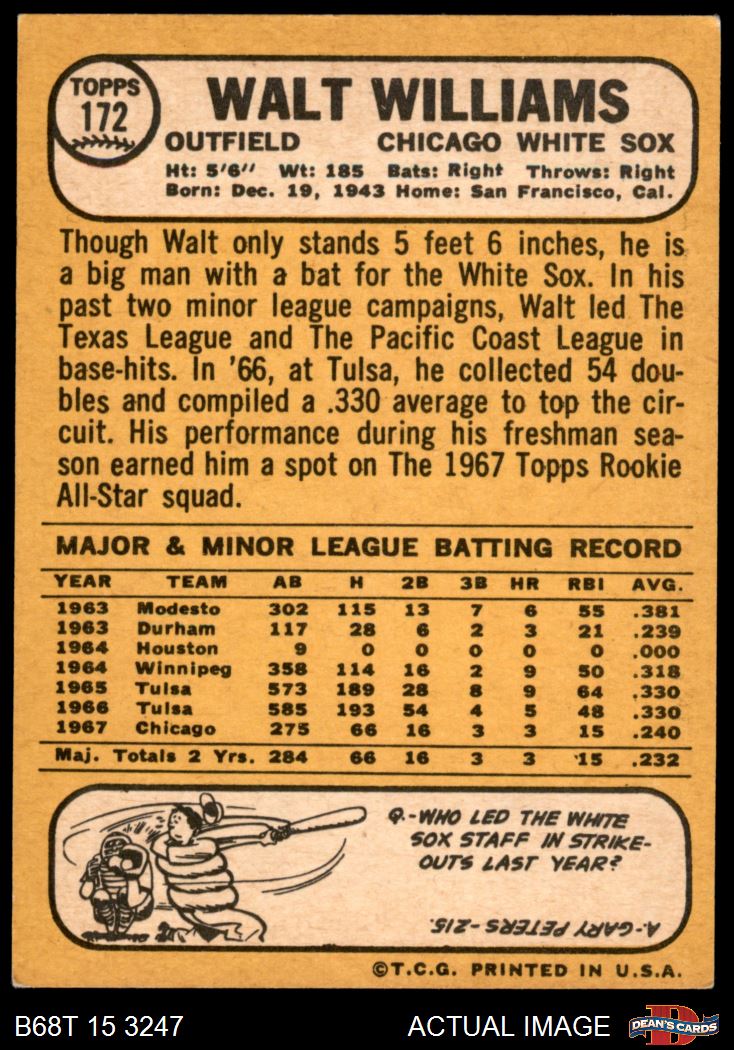 TOPPS
172
WALT WILLIAMS
OUTFIELD CHICAGO WHITE SOX
Ht: 5'6" Wt: 185 Bats: Right Throws: Right
Born: Dec. 19, 1943 Home: San Francisco, Cal.
Though Walt only stands 5 feet 6 inches, he is
a big man with a bat for the White Sox. In his
past two minor league campaigns, Walt led The
Texas League and The Pacific Coast League in
base-hits. In '66, at Tulsa, he collected 54 dou-
bles and compiled a .330 average to top the cir-
cuit. His performance during his freshman sea-
son earned him a spot on The 1967 Topps Rookie
All-Star squad.
MAJOR & MINOR LEAGUE BATTING RECORD
YEAR TEAM AB H 2B 3B HR RBI AVG.
1963 Modesto 302 115 13 7 6 55 .381
1963 Durham 117 28 6 2 3 21 .239
1964 Houston 9 0 0 0 0 0 .000
1964 Winnipeg 358 114 16 2 9 50 .318
1965 Tulsa 573 189 28 8 9 64 .330
1966 Tulsa 585 193 54 4 5 48 .330
1967 Chicago 275 66 16 3 3 15 .240
Maj. Totals 2 Yrs. 284 66 16 3 3 15 .232
Q.-WHO LED THE WHITE
SOX STAFF IN STRIKE-
OUTS LAST YEAR?
A-GARY PETERS-215.
©T.C.G. PRINTED IN U.S.A.
B68T 15 3247 ACTUAL IMAGE
DEAN'S CARDS